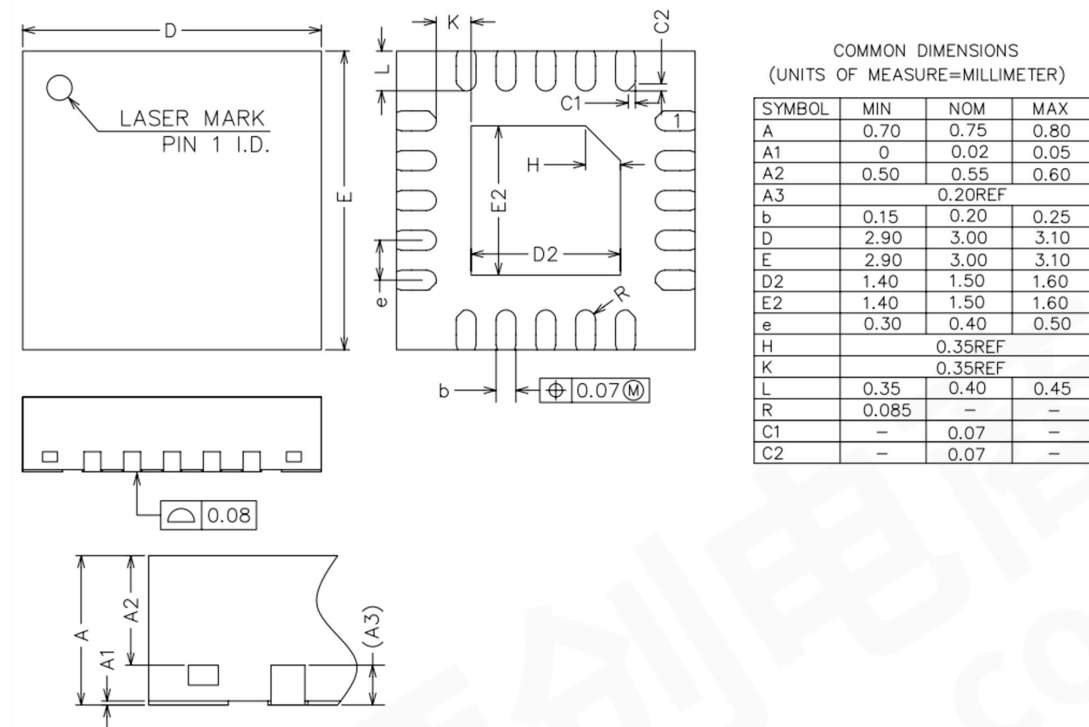 D
LASER MARK
PIN 1 I.D.
E
K
L
C2
C1
1
H
E2
D2
e
R
b
0.07 Ⓜ
0.08
A
A1
A2
(A3)
COMMON DIMENSIONS
(UNITS OF MEASURE=MILLIMETER)
SYMBOL MIN NOM MAX
A 0.70 0.75 0.80
A1 0 0.02 0.05
A2 0.50 0.55 0.60
A3 0.20REF
b 0.15 0.20 0.25
D 2.90 3.00 3.10
E 2.90 3.00 3.10
D2 1.40 1.50 1.60
E2 1.40 1.50 1.60
e 0.30 0.40 0.50
H 0.35REF
K 0.35REF
L 0.35 0.40 0.45
R 0.085 – –
C1 – 0.07 –
C2 – 0.07 –